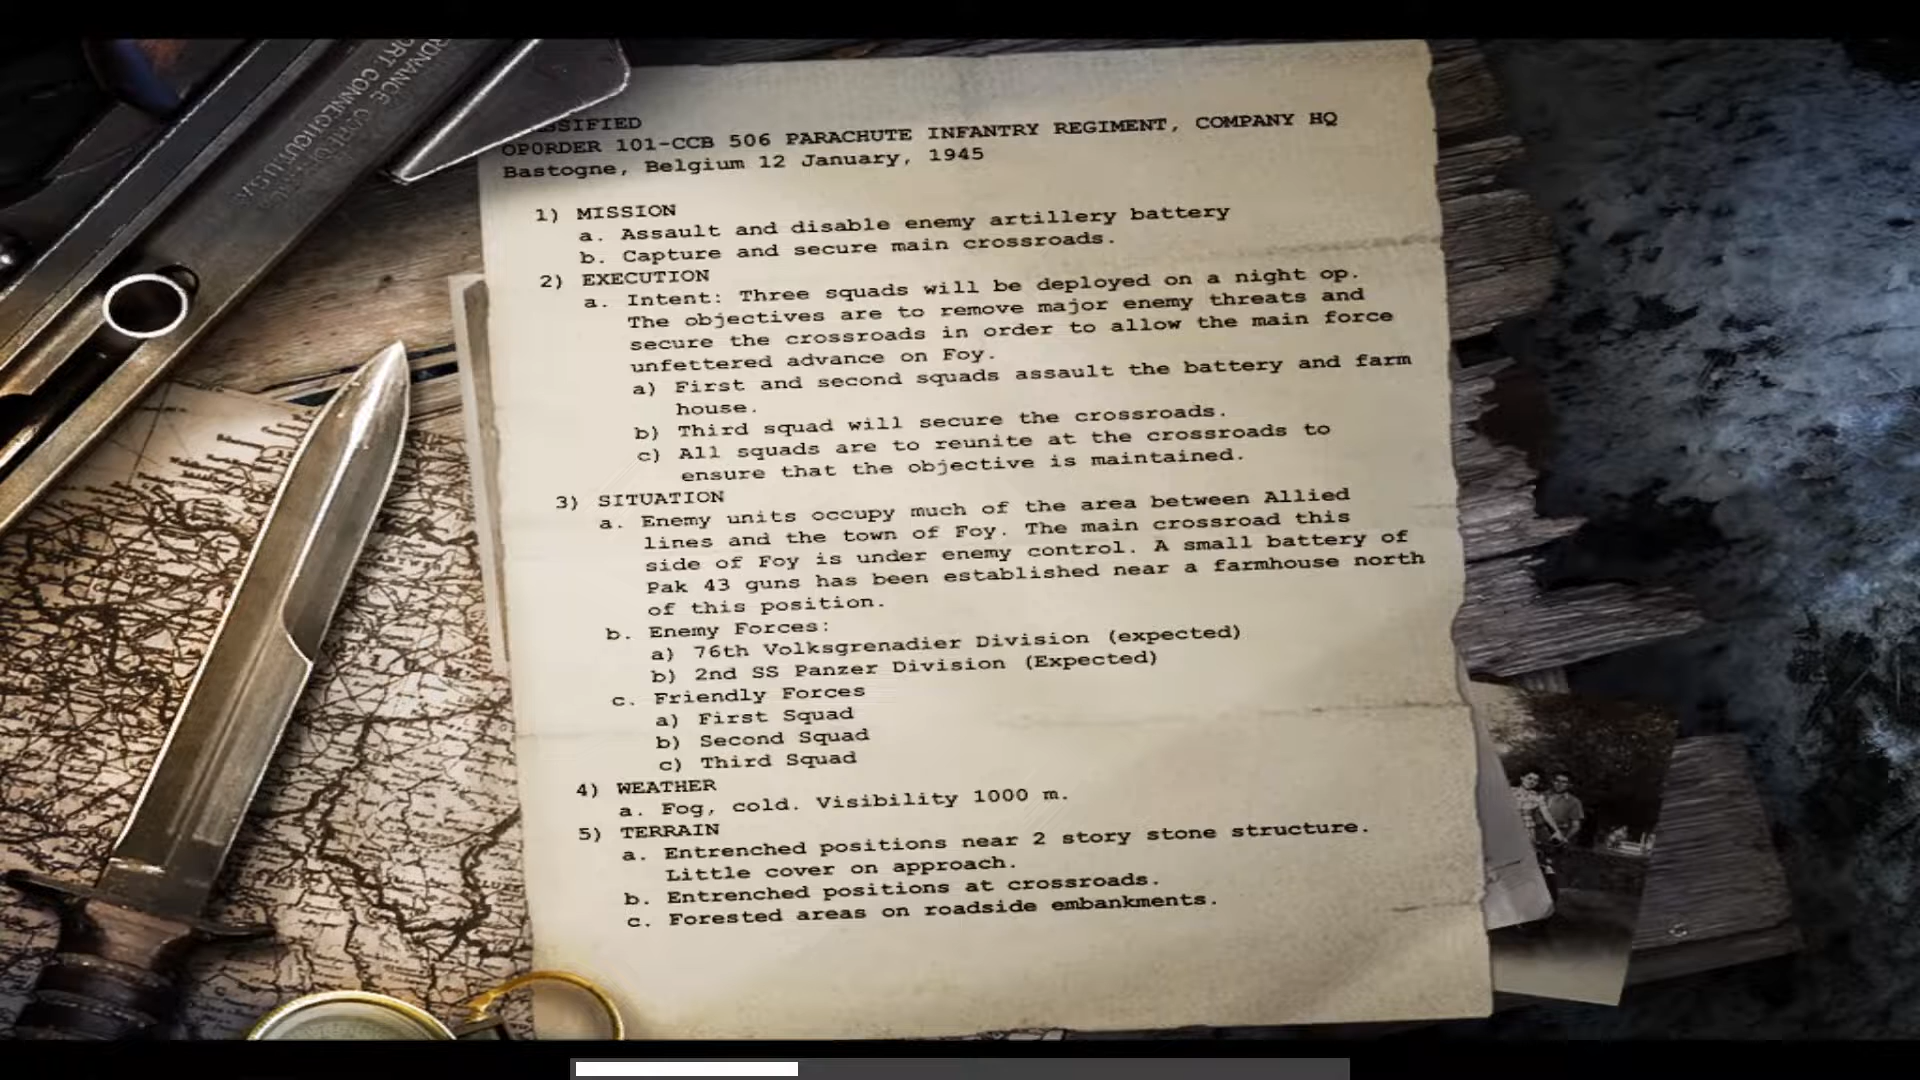 ORDNANCE CORP OF
ORT. CONNECTICUT. U.S.A.
SSIFIED
OPORDER 101-CCB 506 PARACHUTE INFANTRY REGIMENT, COMPANY HQ
Bastogne, Belgium 12 January, 1945
1) MISSION
a. Assault and disable enemy artillery battery
b. Capture and secure main crossroads.
2) EXECUTION
a. Intent: Three squads will be deployed on a night op.
The objectives are to remove major enemy threats and
secure the crossroads in order to allow the main force
unfettered advance on Foy.
a) First and second squads assault the battery and farm
house.
b) Third squad will secure the crossroads.
c) All squads are to reunite at the crossroads to
ensure that the objective is maintained.
3) SITUATION
a. Enemy units occupy much of the area between Allied
lines and the town of Foy. The main crossroad this
side of Foy is under enemy control. A small battery of
Pak 43 guns has been established near a farmhouse north
of this position.
b. Enemy Forces:
a) 76th Volksgrenadier Division (expected)
b) 2nd SS Panzer Division (Expected)
c. Friendly Forces
a) First Squad
b) Second Squad
c) Third Squad
4) WEATHER
a. Fog, cold. Visibility 1000 m.
5) TERRAIN
a. Entrenched positions near 2 story stone structure.
Little cover on approach.
b. Entrenched positions at crossroads.
c. Forested areas on roadside embankments.